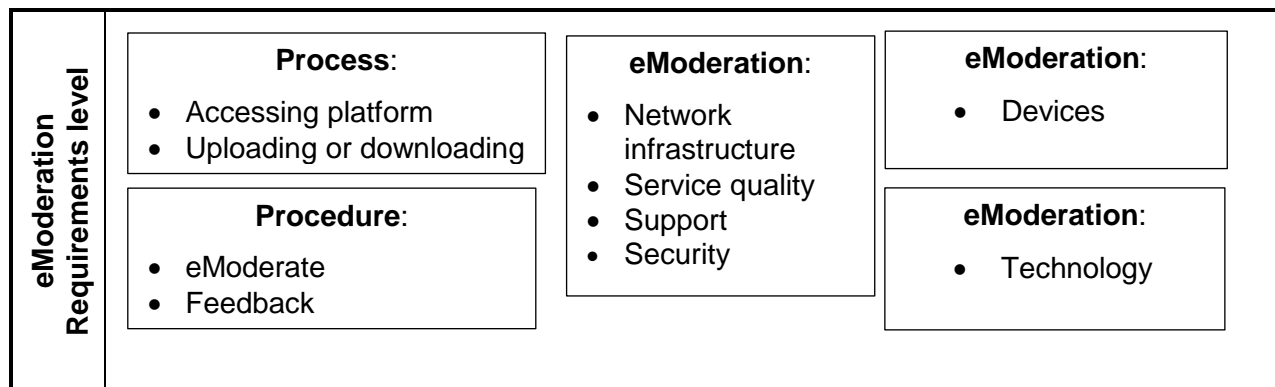 eModeration
Requirements level
Process:
• Accessing platform
• Uploading or downloading
Procedure:
• eModerate
• Feedback
eModeration:
• Network
infrastructure
• Service quality
• Support
• Security
eModeration:
• Devices
eModeration:
• Technology